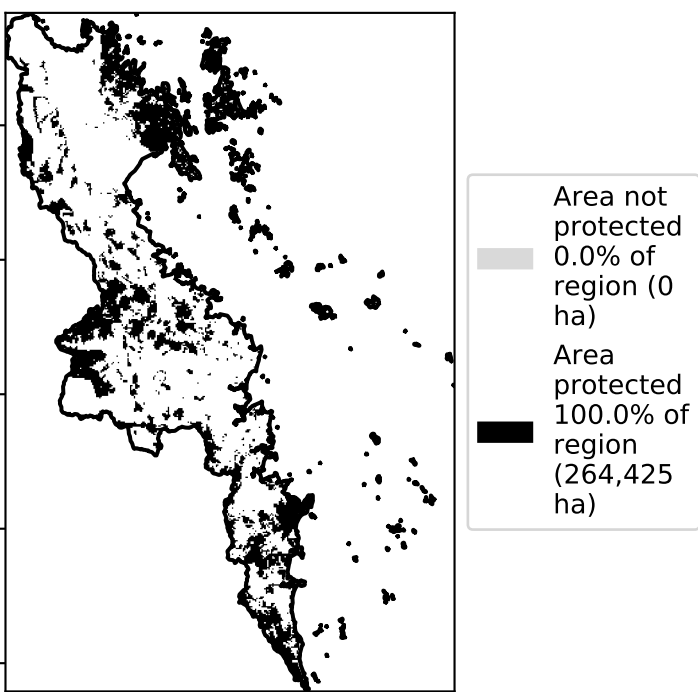 Area not
protected
0.0% of
region (0
ha)
Area
protected
100.0% of
region
(264,425
ha)